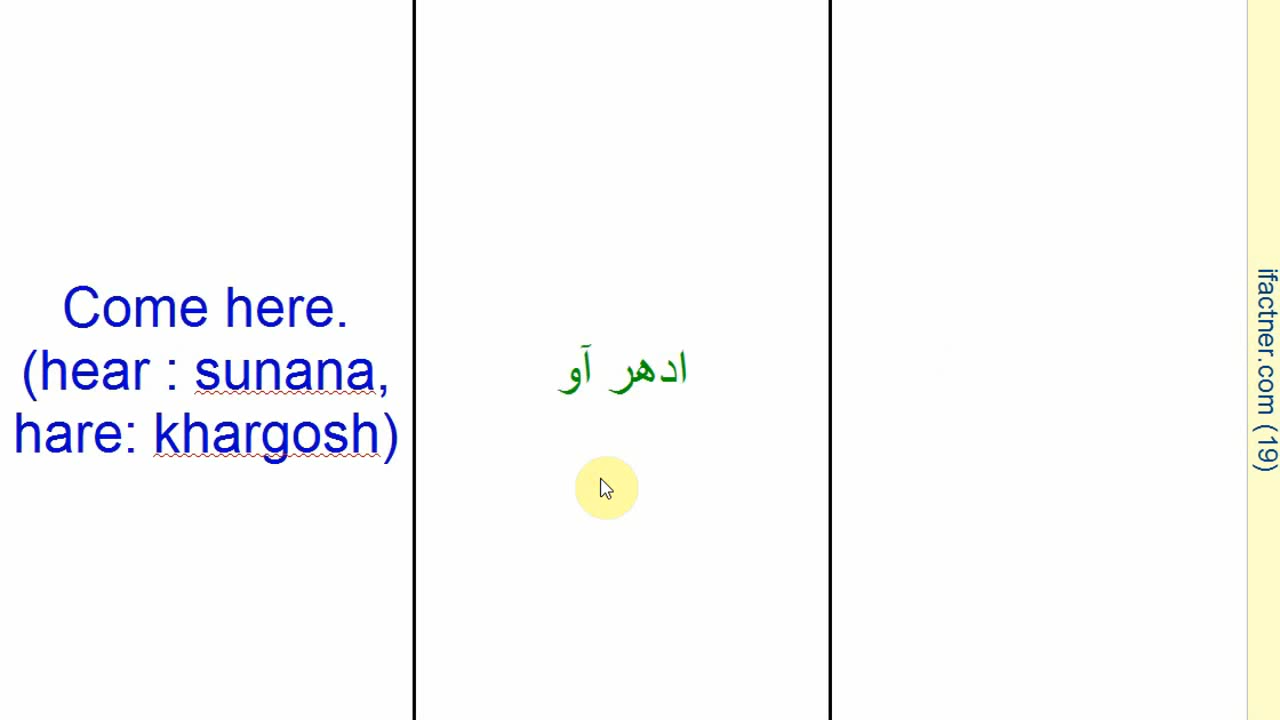 Come here.
(hear : sunana,
hare: khargosh)
ادھر آو
ifactner.com (19)